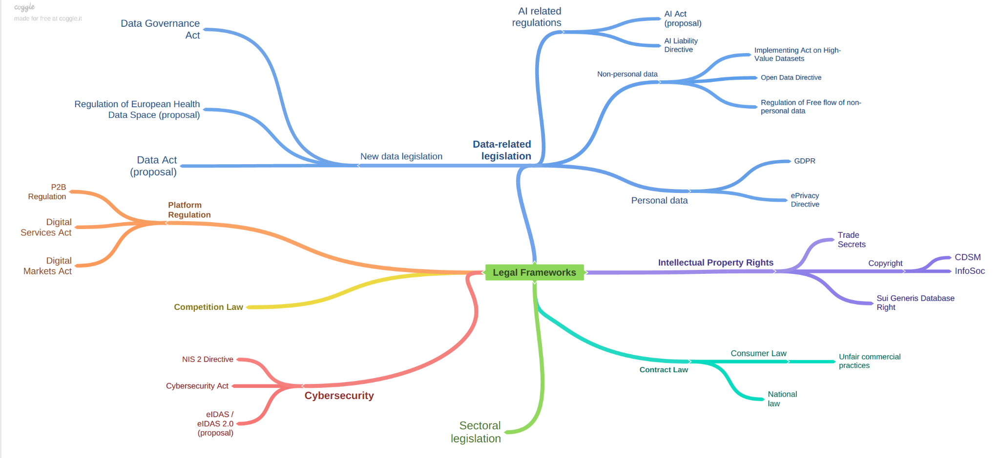 coggle
made for free at coggle.it
Data Governance
Act
Regulation of European Health
Data Space (proposal)
Data Act
(proposal)
New data legislation
Data-related
legislation
AI related
regulations
AI Act
(proposal)
AI Liability
Directive
Non-personal data
Implementing Act on High-
Value Datasets
Open Data Directive
Regulation of Free flow of non-
personal data
Personal data
GDPR
ePrivacy
Directive
P2B
Regulation
Digital
Services Act
Digital
Markets Act
Platform
Regulation
Legal Frameworks
Intellectual Property Rights
Trade
Secrets
Copyright
CDSM
InfoSoc
Sui Generis Database
Right
Competition Law
NIS 2 Directive
Cybersecurity Act
eIDAS /
eIDAS 2.0
(proposal)
Cybersecurity
Contract Law
Consumer Law
Unfair commercial
practices
National
law
Sectoral
legislation